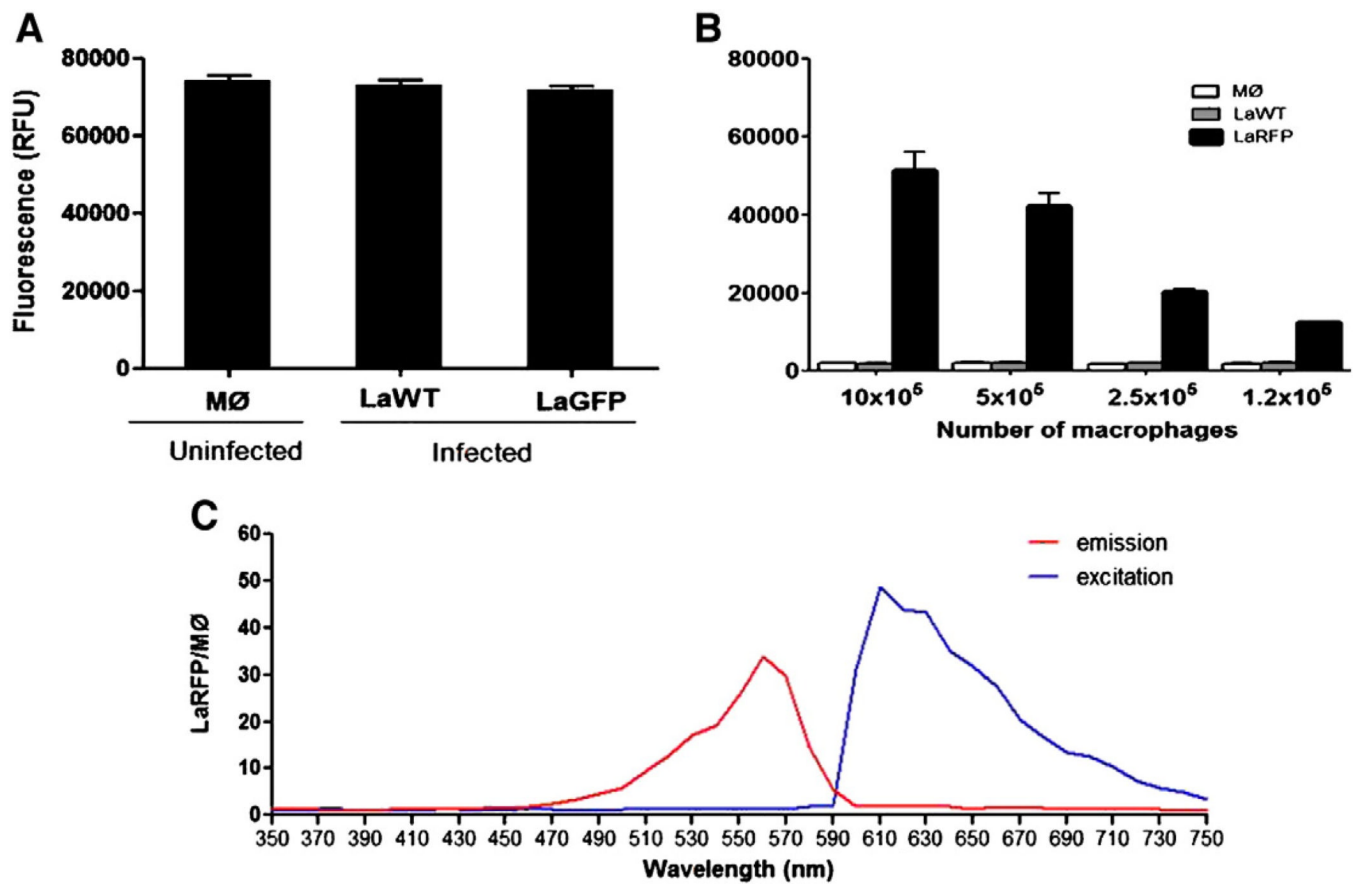 A
Fluorescence (RFU)
80000
60000
40000
20000
0
MØ
LaWT
LaGFP
Uninfected
Infected
B
80000
60000
40000
20000
0
MØ
LaWT
LaRFP
10x10⁵ 5x10⁵ 2.5x10⁵ 1.2x10⁵
Number of macrophages
C
LaRFP/MØ
60
50
40
30
20
10
0
emission
excitation
350 370 390 410 430 450 470 490 510 530 550 570 590 610 630 650 670 690 710 730 750
Wavelength (nm)